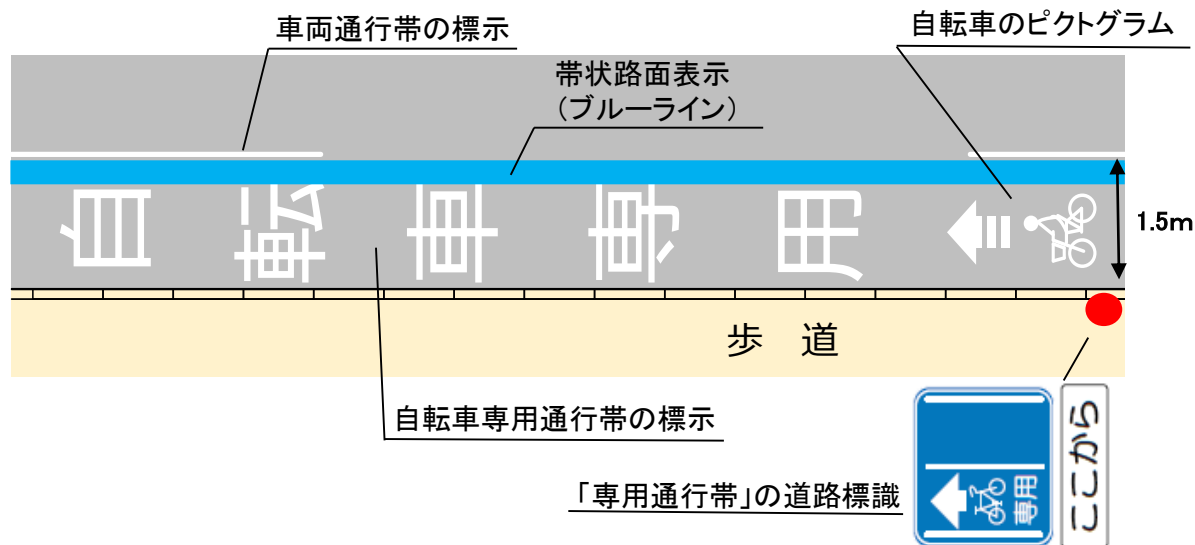 車両通行帯の標示
自転車のピクトグラム
帯状路面表示
（ブルーライン）
自転車専用
1.5m
歩　道
自転車専用通行帯の標示
「専用通行帯」の道路標識
専用
ここから